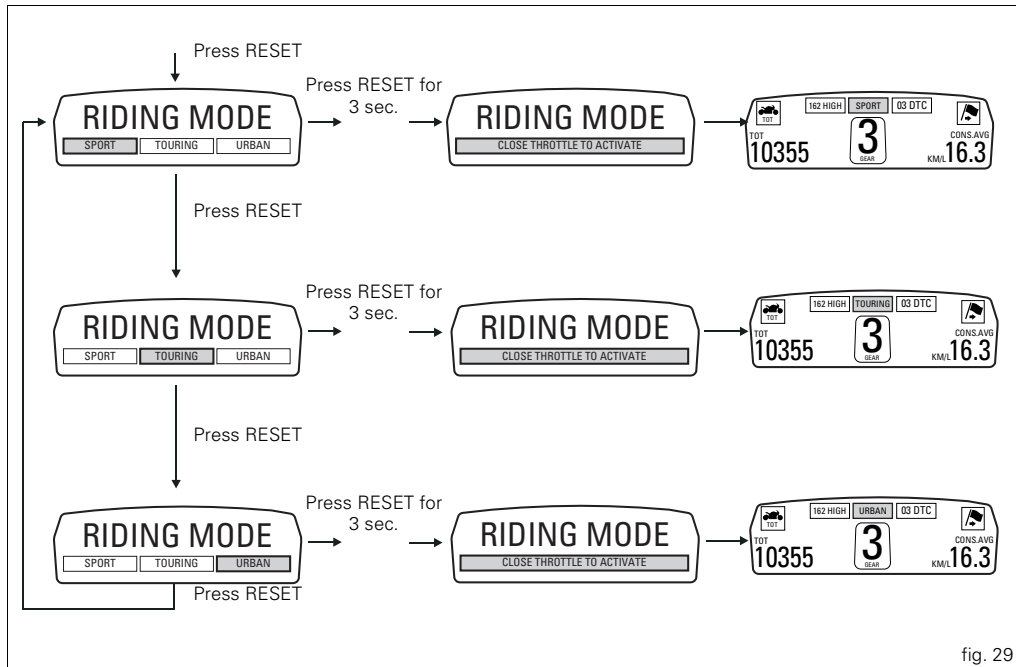 Press RESET
RIDING MODE
SPORT TOURING URBAN
Press RESET for
3 sec.
RIDING MODE
CLOSE THROTTLE TO ACTIVATE
TOT
162 HIGH SPORT 03 DTC
TOT
10355
3
GEAR
CONS.AVG
KM/L 16.3
Press RESET
RIDING MODE
SPORT TOURING URBAN
Press RESET for
3 sec.
RIDING MODE
CLOSE THROTTLE TO ACTIVATE
TOT
162 HIGH TOURING 03 DTC
TOT
10355
3
GEAR
CONS.AVG
KM/L 16.3
Press RESET
RIDING MODE
SPORT TOURING URBAN
Press RESET for
3 sec.
RIDING MODE
CLOSE THROTTLE TO ACTIVATE
TOT
162 HIGH URBAN 03 DTC
TOT
10355
3
GEAR
CONS.AVG
KM/L 16.3
Press RESET
fig. 29